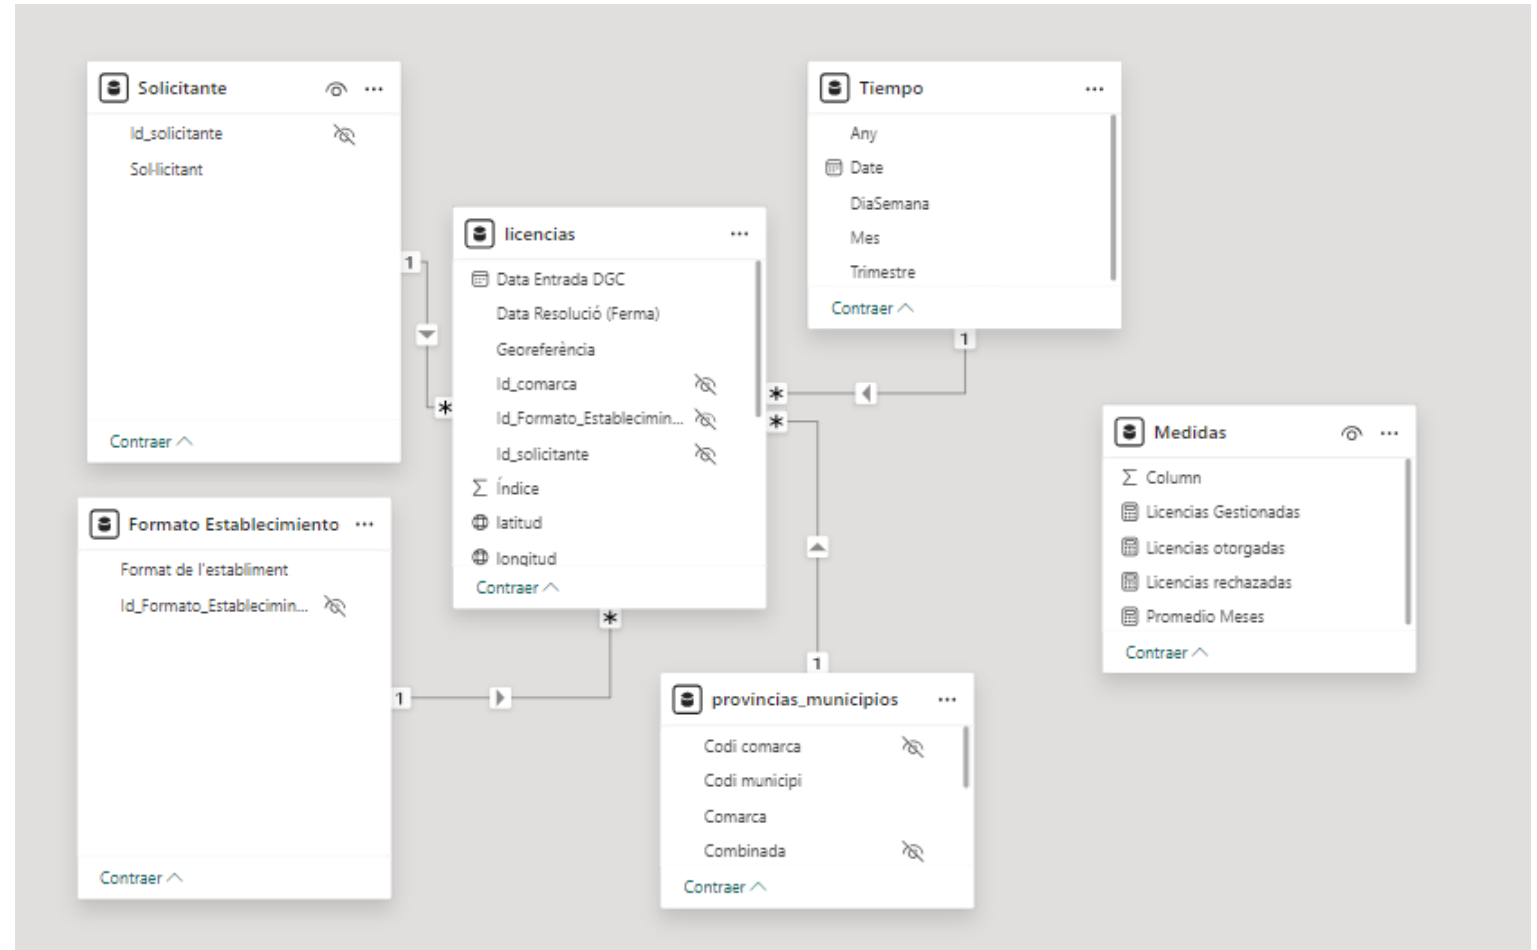 Solicitante
Id_solicitante
Sol·licitant
Contraer
1
*
licencias
Data Entrada DGC
Data Resolució (Ferma)
Georeferència
Id_comarca
Id_Formato_Establecimin...
Id_solicitante
Índice
latitud
longitud
Contraer
Tiempo
Any
Date
DiaSemana
Mes
Trimestre
Contraer
1
*
*
Medidas
Column
Licencias Gestionadas
Licencias otorgadas
Licencias rechazadas
Promedio Meses
Contraer
Formato Establecimiento
Format de l'establiment
Id_Formato_Establecimin...
Contraer
1
*
1
provincias_municipios
Codi comarca
Codi municipi
Comarca
Combinada
Contraer